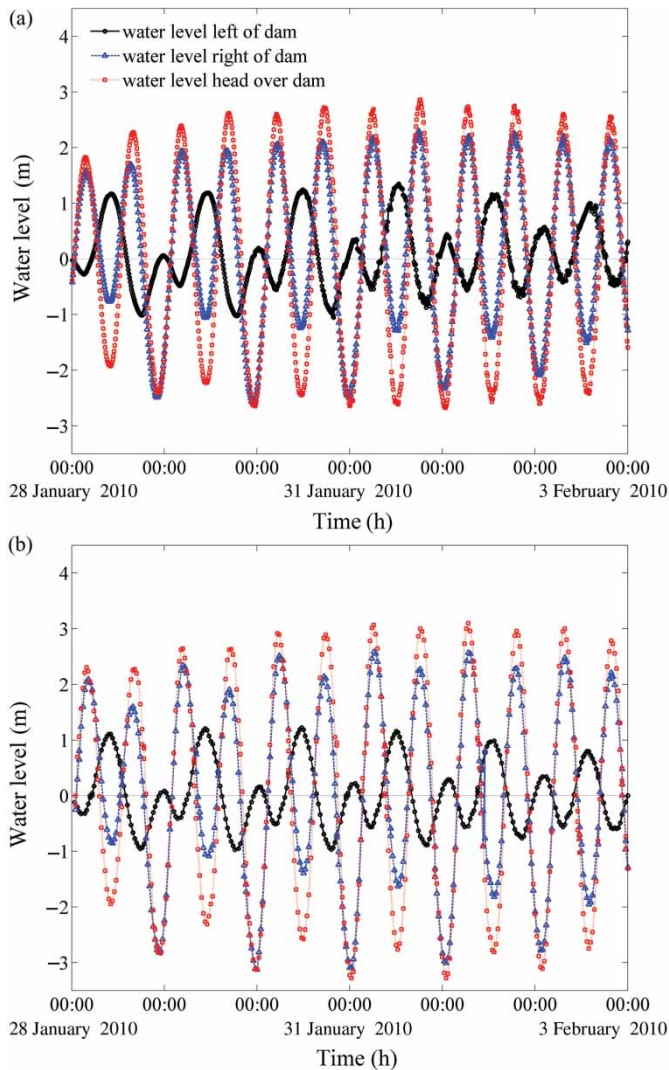 (a)
4
water level left of dam
water level right of dam
3
water level head over dam
2
1
0
−1
−2
−3
Water level (m)
00:00 00:00 00:00 00:00 00:00 00:00 00:00
28 January 2010 31 January 2010 3 February 2010
Time (h)
(b)
4
3
2
1
0
−1
−2
−3
Water level (m)
00:00 00:00 00:00 00:00 00:00 00:00 00:00
28 January 2010 31 January 2010 3 February 2010
Time (h)